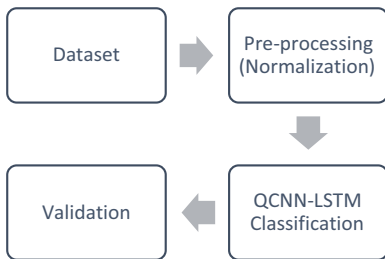 Dataset
Pre-processing
(Normalization)
QCNN-LSTM
Classification
Validation